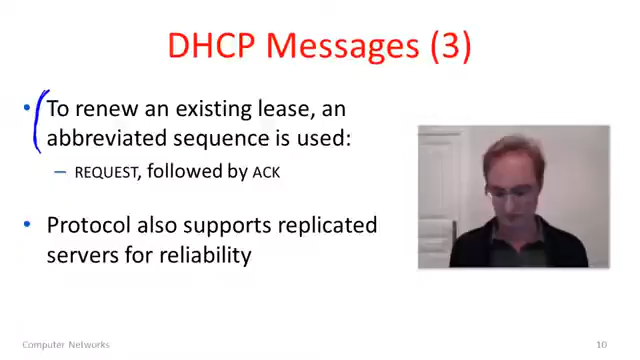 DHCP Messages (3)
• To renew an existing lease, an
abbreviated sequence is used:
– REQUEST, followed by ACK
• Protocol also supports replicated
servers for reliability
Computer Networks
10